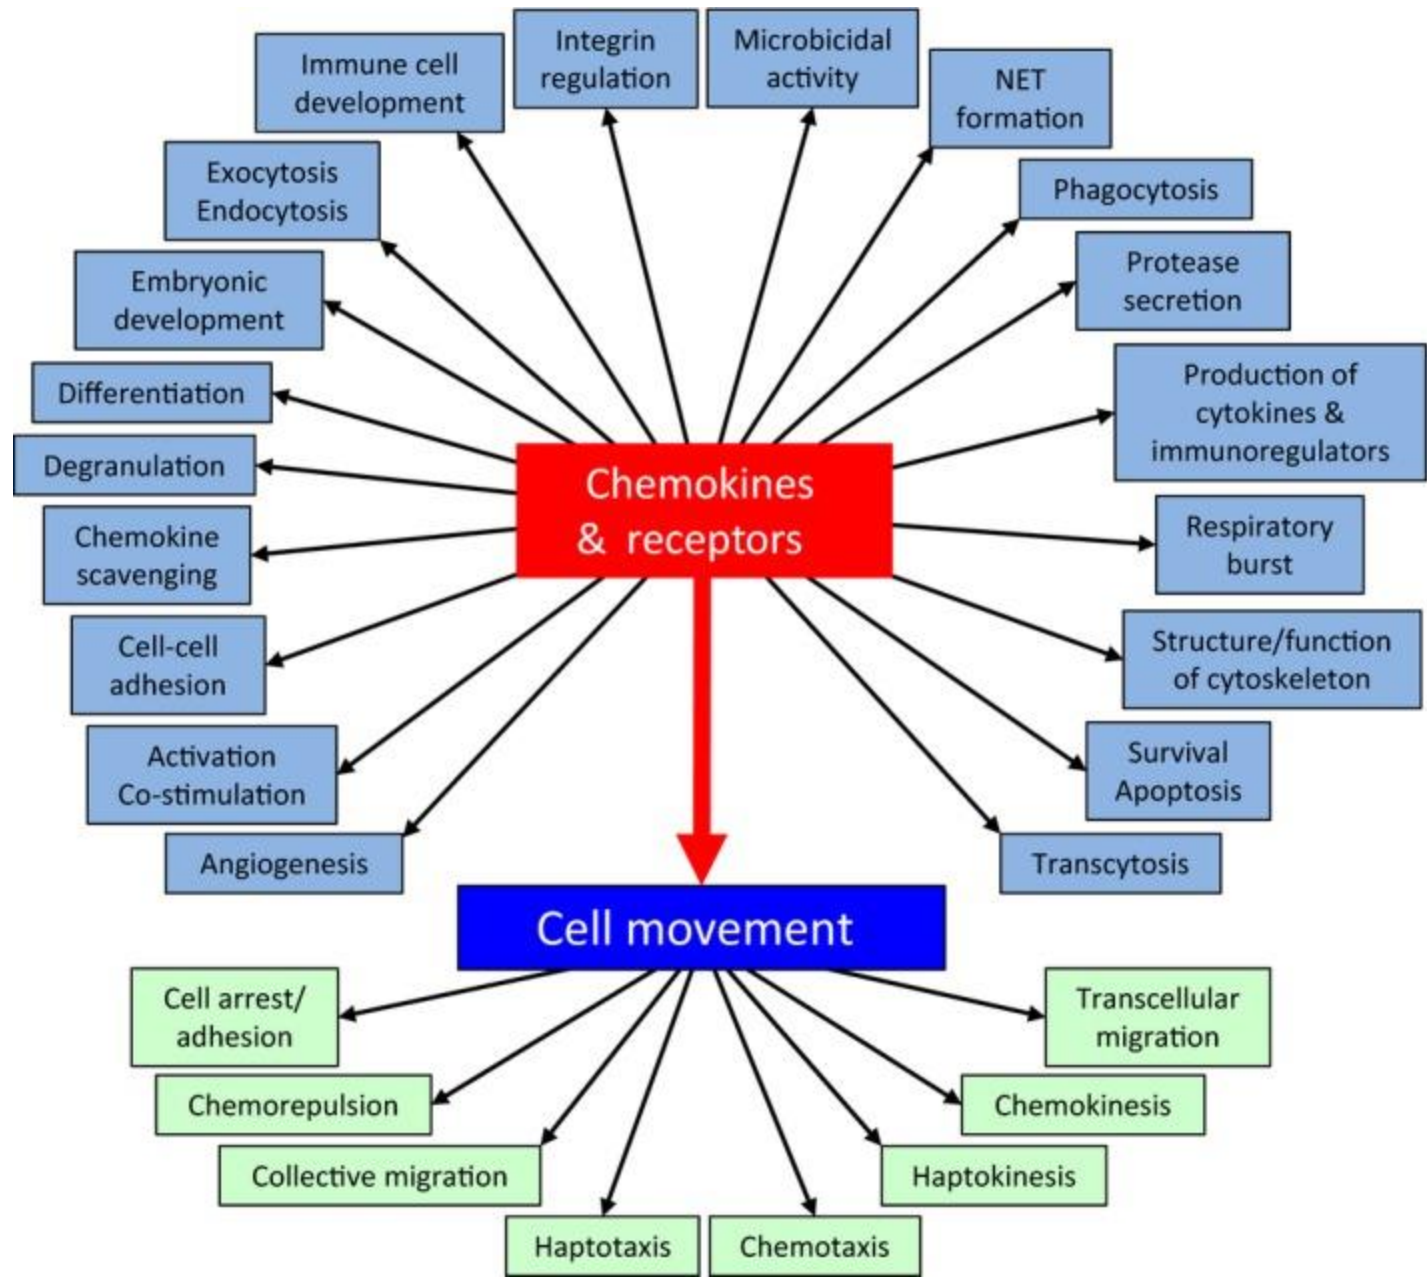 Immune cell
development
Integrin
regulation
Microbicidal
activity
NET
formation
Exocytosis
Endocytosis
Phagocytosis
Embryonic
development
Protease
secretion
Differentiation
Production of
cytokines &
immunoregulators
Degranulation
Chemokines
& receptors
Chemokine
scavenging
Respiratory
burst
Cell-cell
adhesion
Structure/function
of cytoskeleton
Activation
Co-stimulation
Survival
Apoptosis
Angiogenesis
Transcytosis
Cell movement
Cell arrest/
adhesion
Transcellular
migration
Chemorepulsion
Chemokinesis
Collective migration
Haptokinesis
Haptotaxis
Chemotaxis